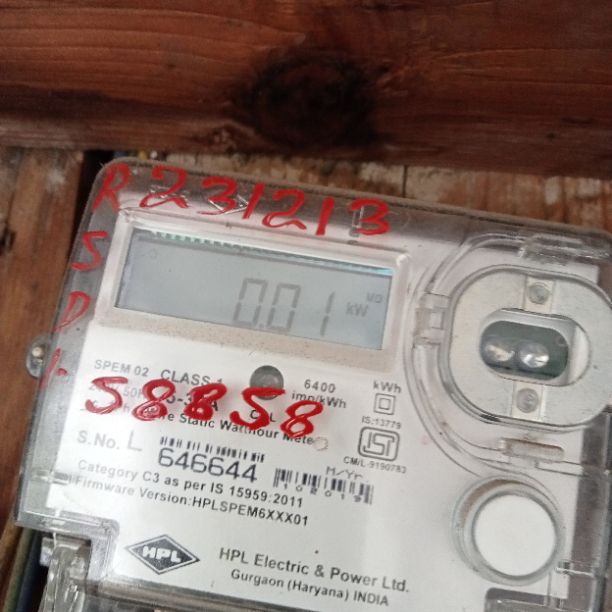 R231213
S
D
MD
0.01 kW
SPEM 02 CLASS 1
6400
imp/kWh
kWh
S8858
IS:13779
Static Watthour Meter
CM/L-9190783
S.No. L 646644
M/Yr.
Category C3 as per IS 15959:2011
Firmware Version:HPLSPEM6XXX01
HPL
HPL Electric & Power Ltd.
Gurgaon (Haryana) INDIA